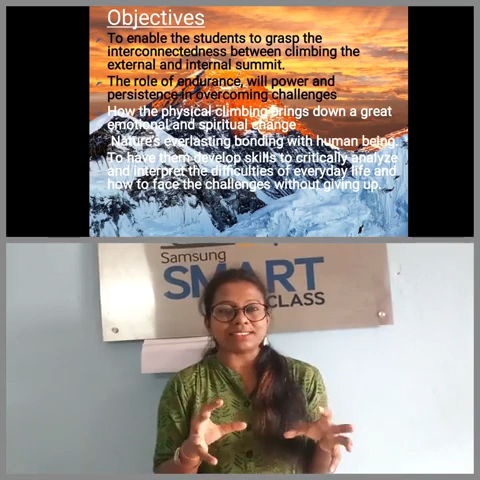 Objectives
To enable the students to grasp the
interconnectedness between climbing the
external and internal summit.
The role of endurance, will power and
persistence in overcoming challenges
How the physical climbing brings down a great
emotional and spiritual change
Nature's everlasting bonding with human being.
To have them develop skills to critically analyze
and interpret the difficulties of everyday life and
how to face the challenges without giving up.
Samsung
SMART
CLASS